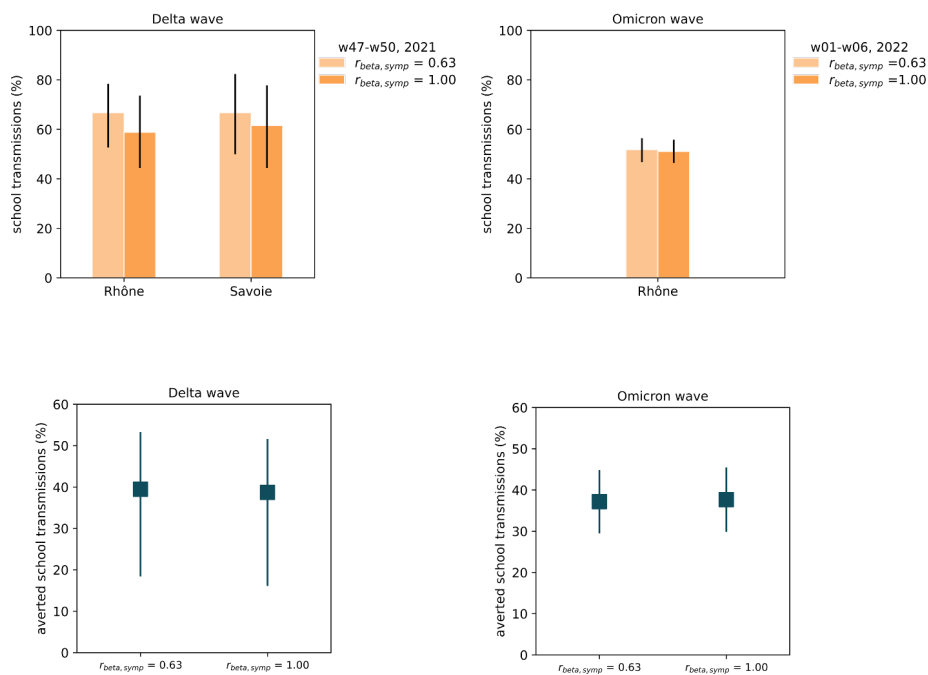 Delta wave
school transmissions (%)
100
80
60
40
20
0
Rhône
Savoie
w47-w50, 2021
r_beta,symp = 0.63
r_beta,symp = 1.00
Omicron wave
school transmissions (%)
100
80
60
40
20
0
Rhône
w01-w06, 2022
r_beta,symp = 0.63
r_beta,symp = 1.00
Delta wave
averted school transmissions (%)
60
50
40
30
20
10
0
r_beta,symp = 0.63
r_beta,symp = 1.00
Omicron wave
averted school transmissions (%)
60
50
40
30
20
10
0
r_beta,symp = 0.63
r_beta,symp = 1.00